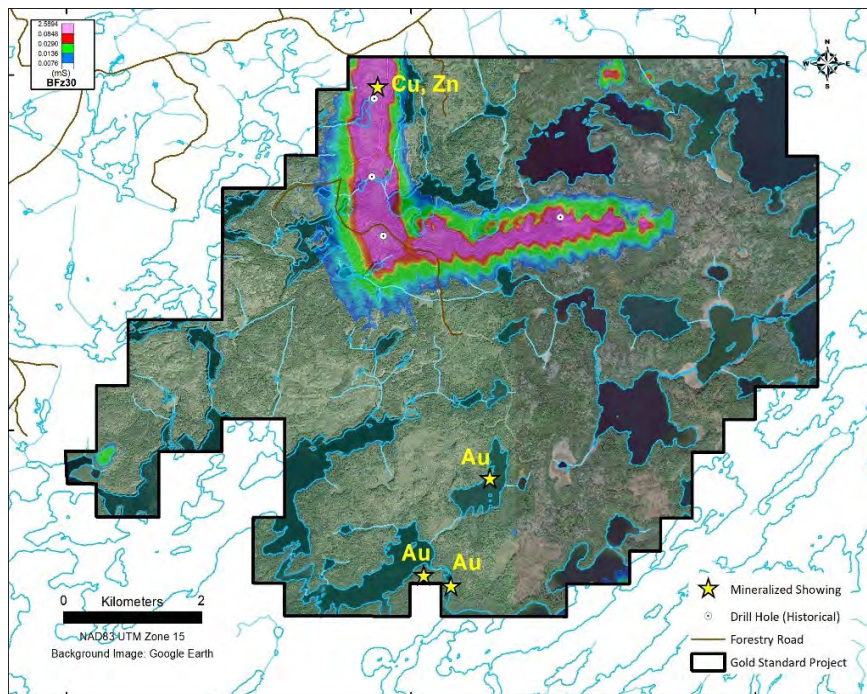 2.5894
0.0848
0.0290
0.0136
0.0076
(mS)
BFz30
N
W E
S
Cu, Zn
Au
Au
Au
0 Kilometers 2
NAD83 UTM Zone 15
Background Image: Google Earth
Mineralized Showing
Drill Hole (Historical)
Forestry Road
Gold Standard Project